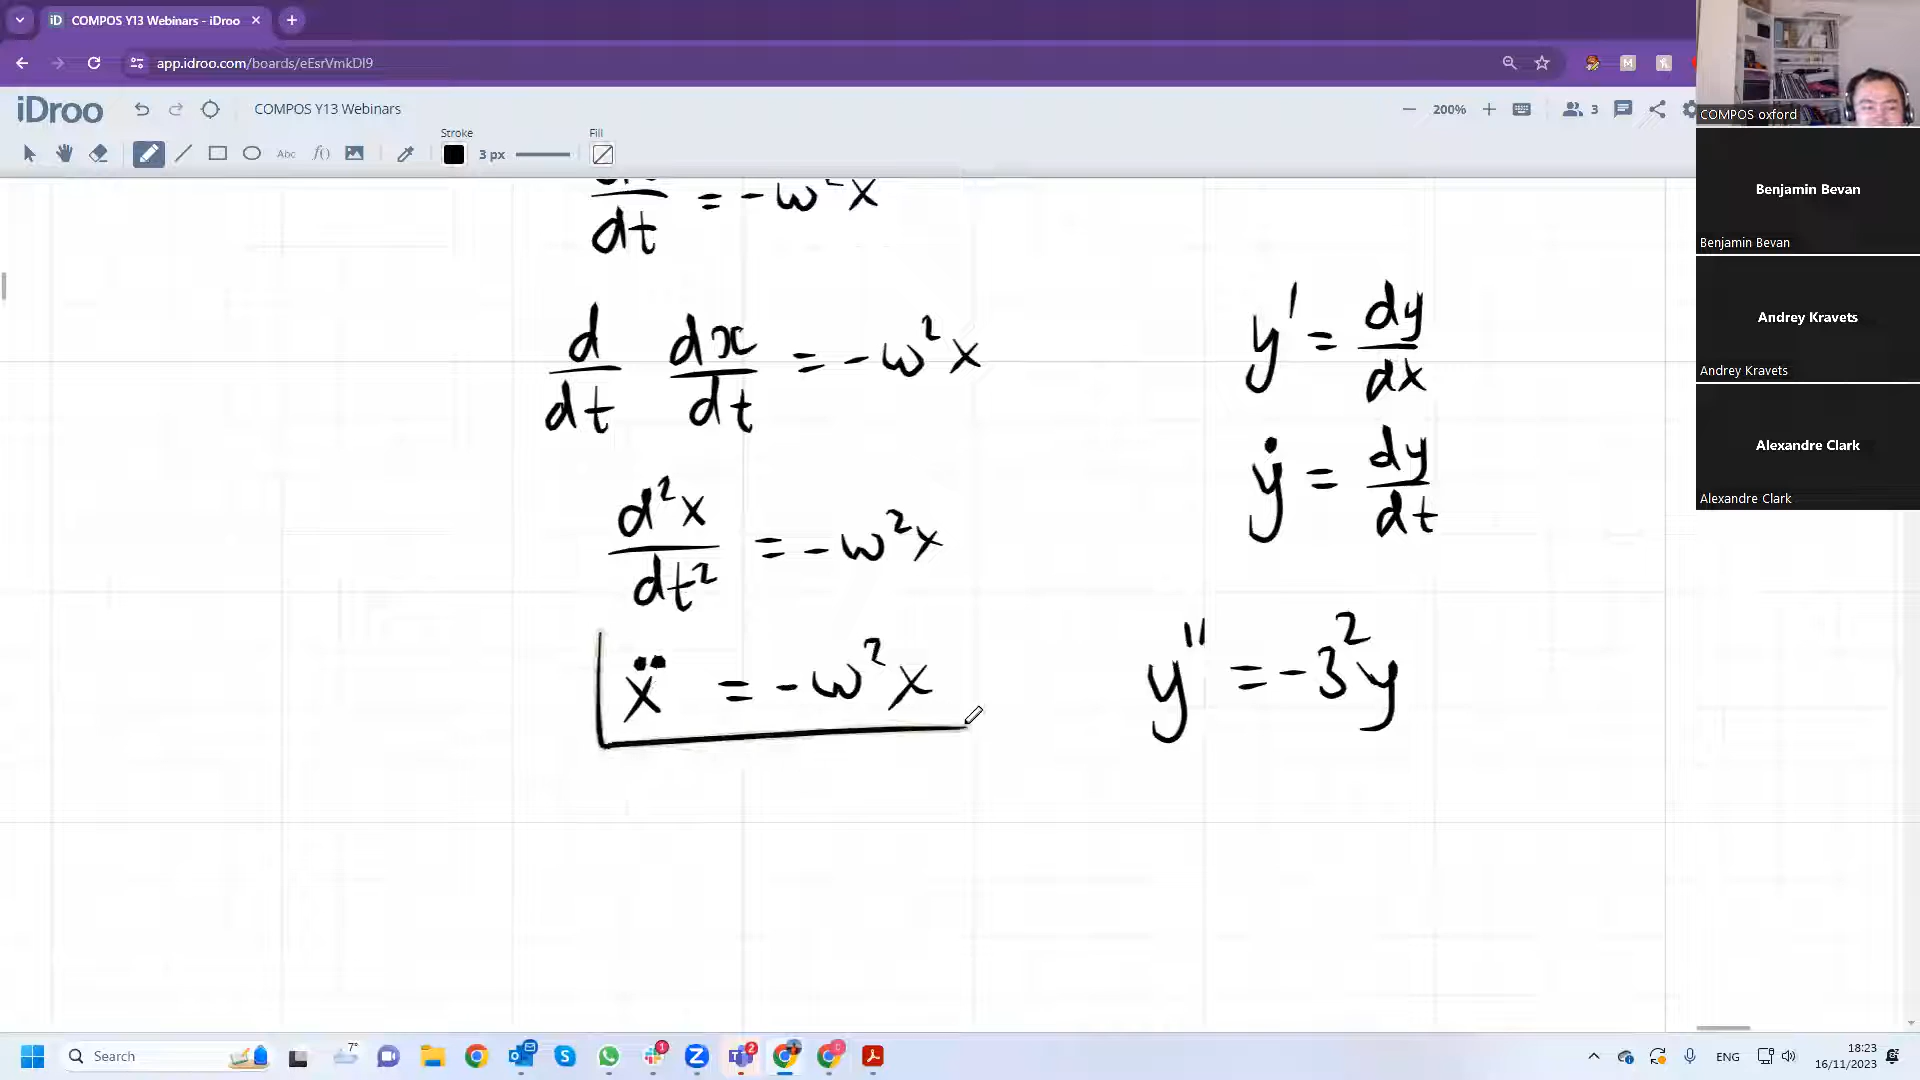 COMPOS Y13 Webinars - iDroo
app.idroo.com/boards/eEsrVmkDl9
iDroo
COMPOS Y13 Webinars
200%
3
Stroke
Fill
Abc
f()
3 px
COMPOS oxford
Benjamin Bevan
Benjamin Bevan
Andrey Kravets
Andrey Kravets
Alexandre Clark
Alexandre Clark
dt = -ω²x
d/dt dx/dt = -ω²x
d²x/dt² = -ω²x
ẍ = -ω²x
y' = dy/dx
ẏ = dy/dt
y'' = -3²y
Search
7°
ENG
18:23
16/11/2023